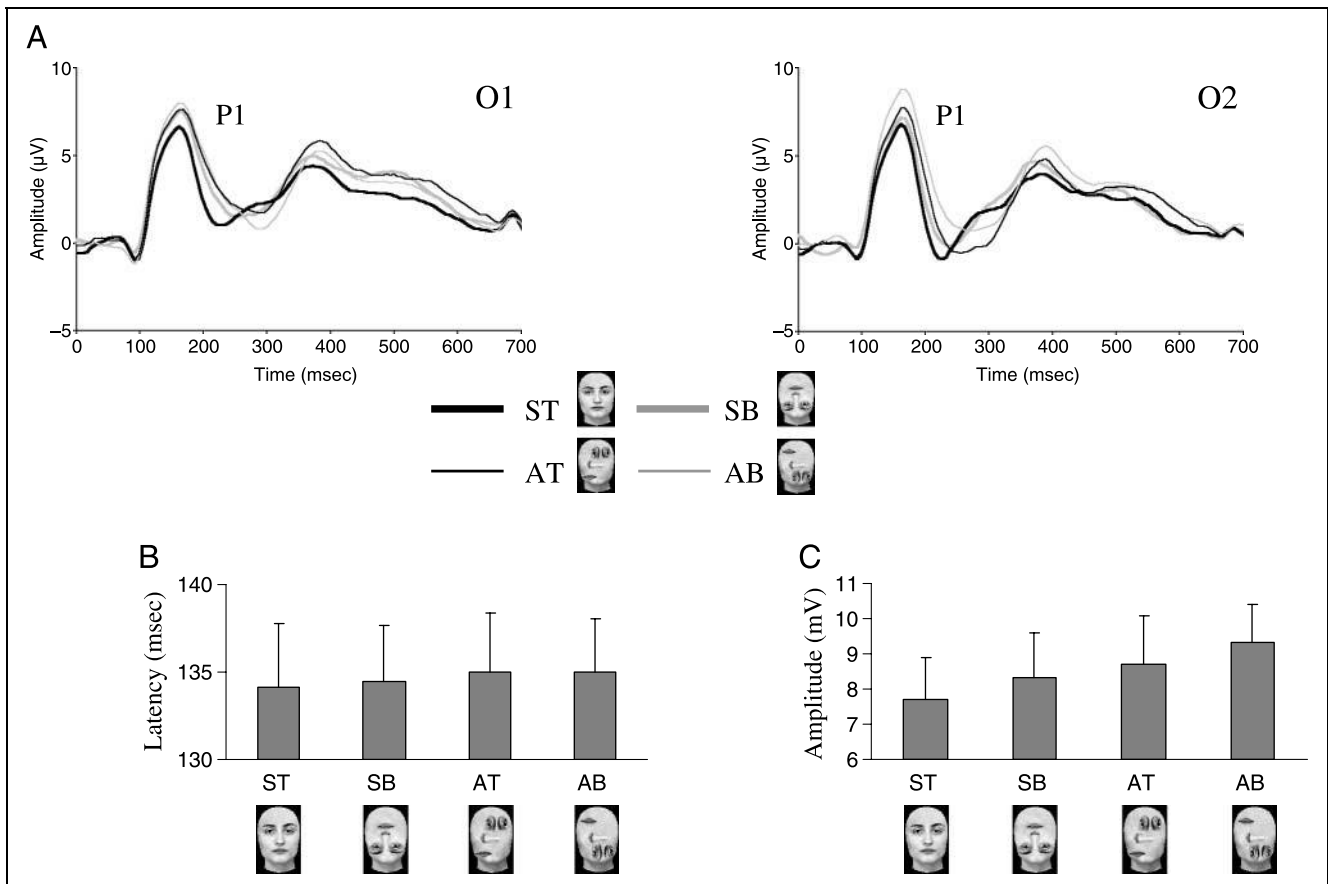 A
10
5
0
–5
Amplitude (µV)
P1
O1
0 100 200 300 400 500 600 700
Time (msec)
10
5
0
–5
Amplitude (µV)
P1
O2
0 100 200 300 400 500 600 700
Time (msec)
ST SB
AT AB
B
140
135
130
Latency (msec)
ST SB AT AB
C
11
10
9
8
7
6
Amplitude (mV)
ST SB AT AB